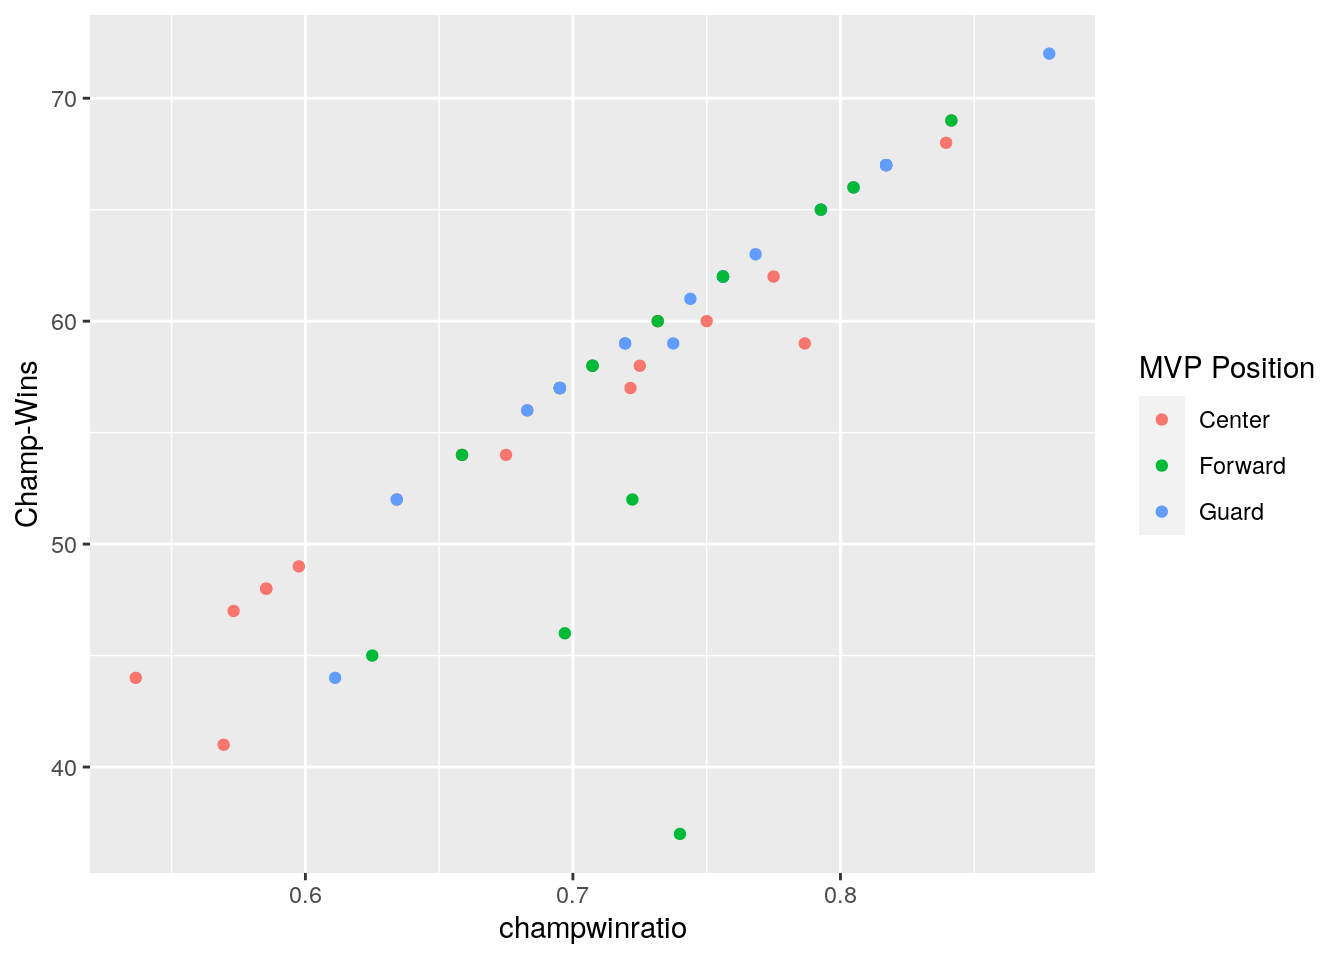 70
60
50
40
Champ-Wins
0.6 0.7 0.8
champwinratio
MVP Position
Center
Forward
Guard